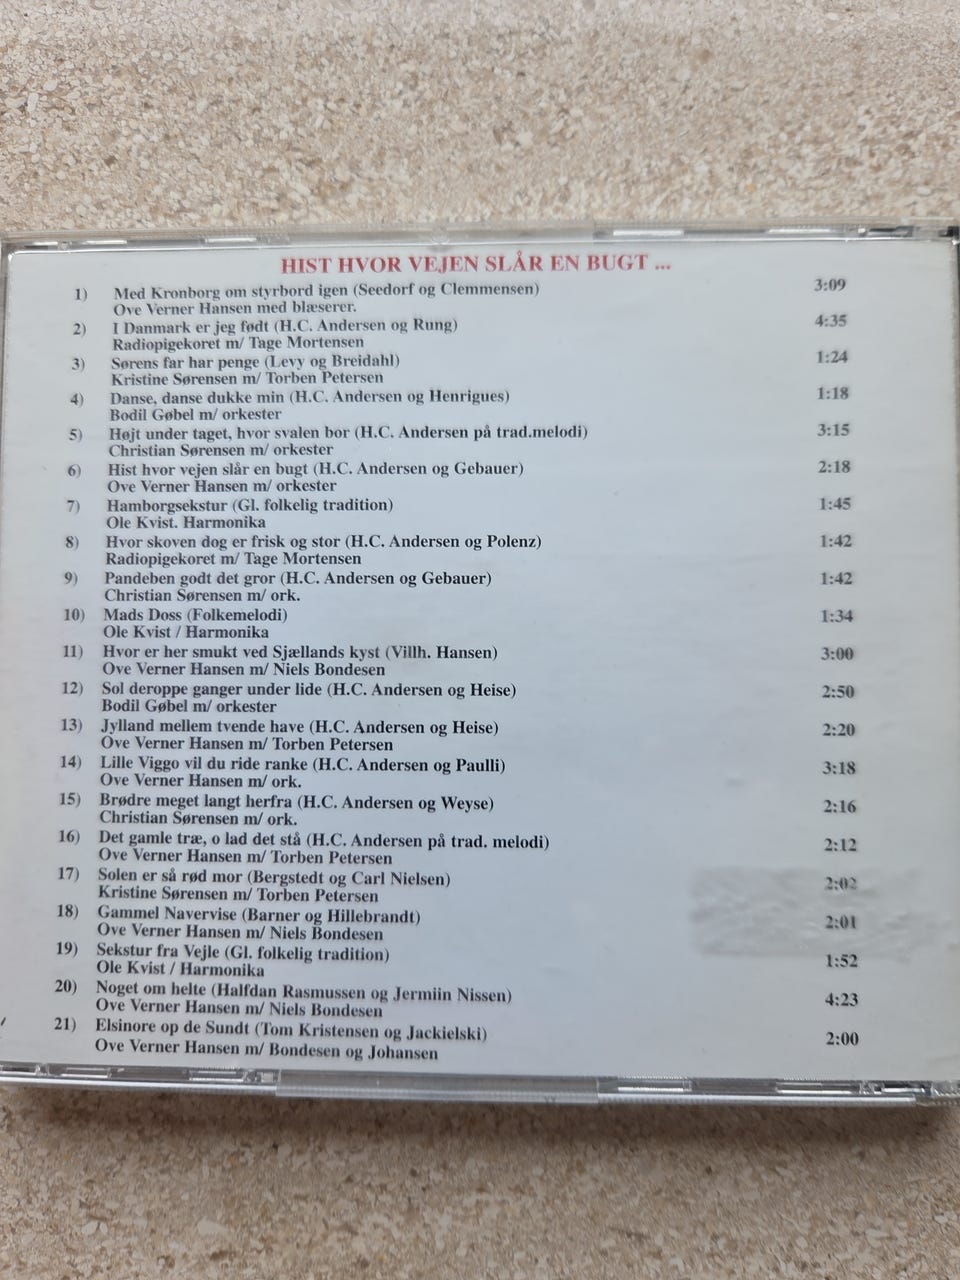 HIST HVOR VEJEN SLÅR EN BUGT ...
1) Med Kronborg om styrbord igen (Seedorf og Clemmensen) 3:09
Ove Verner Hansen med blæserer.
2) I Danmark er jeg født (H.C. Andersen og Rung) 4:35
Radiopigekoret m/ Tage Mortensen
3) Sørens far har penge (Levy og Breidahl) 1:24
Kristine Sørensen m/ Torben Petersen
4) Danse, danse dukke min (H.C. Andersen og Henrigues) 1:18
Bodil Gøbel m/ orkester
5) Højt under taget, hvor svalen bor (H.C. Andersen på trad.melodi) 3:15
Christian Sørensen m/ orkester
6) Hist hvor vejen slår en bugt (H.C. Andersen og Gebauer) 2:18
Ove Verner Hansen m/ orkester
7) Hamborgsekstur (Gl. folkelig tradition) 1:45
Ole Kvist. Harmonika
8) Hvor skoven dog er frisk og stor (H.C. Andersen og Polenz) 1:42
Radiopigekoret m/ Tage Mortensen
9) Pandeben godt det gror (H.C. Andersen og Gebauer) 1:42
Christian Sørensen m/ ork.
10) Mads Doss (Folkemelodi) 1:34
Ole Kvist / Harmonika
11) Hvor er her smukt ved Sjællands kyst (Villh. Hansen) 3:00
Ove Verner Hansen m/ Niels Bondesen
12) Sol deroppe ganger under lide (H.C. Andersen og Heise) 2:50
Bodil Gøbel m/ orkester
13) Jylland mellem tvende have (H.C. Andersen og Heise) 2:20
Ove Verner Hansen m/ Torben Petersen
14) Lille Viggo vil du ride ranke (H.C. Andersen og Paulli) 3:18
Ove Verner Hansen m/ ork.
15) Brødre meget langt herfra (H.C. Andersen og Weyse) 2:16
Christian Sørensen m/ ork.
16) Det gamle træ, o lad det stå (H.C. Andersen på trad. melodi) 2:12
Ove Verner Hansen m/ Torben Petersen
17) Solen er så rød mor (Bergstedt og Carl Nielsen) 2:02
Kristine Sørensen m/ Torben Petersen
18) Gammel Navervise (Barner og Hillebrandt) 2:01
Ove Verner Hansen m/ Niels Bondesen
19) Sekstur fra Vejle (Gl. folkelig tradition) 1:52
Ole Kvist / Harmonika
20) Noget om helte (Halfdan Rasmussen og Jermiin Nissen) 4:23
Ove Verner Hansen m/ Niels Bondesen
21) Elsinore op de Sundt (Tom Kristensen og Jackielski) 2:00
Ove Verner Hansen m/ Bondesen og Johansen